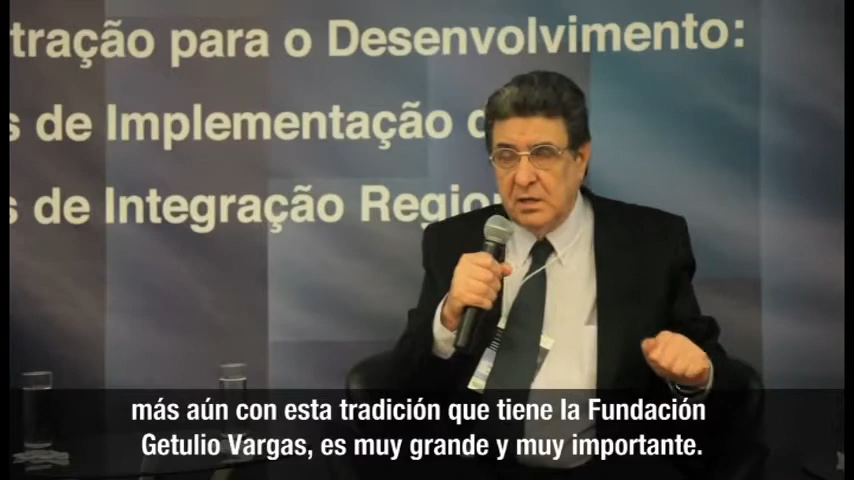 tração para o Desenvolvimento:
s de Implementação d
s de Integração Regio
más aún con esta tradición que tiene la Fundación
Getulio Vargas, es muy grande y muy importante.